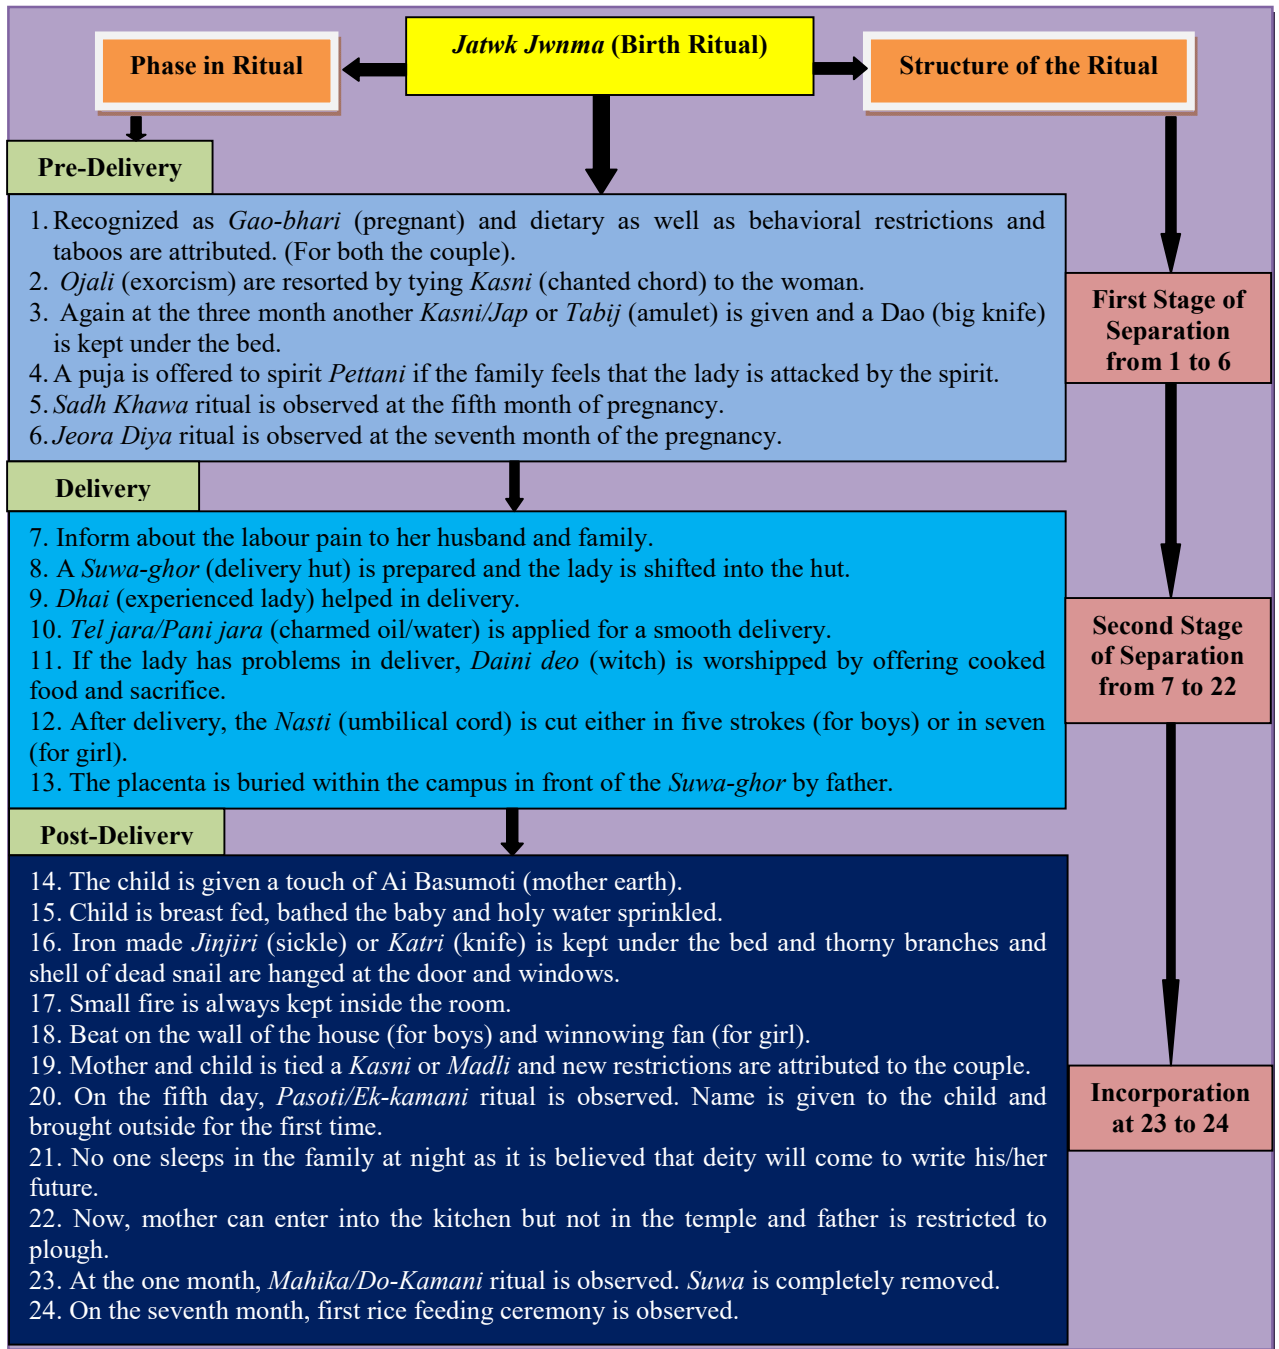 Jatwk Jwnma (Birth Ritual)
Phase in Ritual
Structure of the Ritual
Pre-Delivery
1. Recognized as Gao-bhari (pregnant) and dietary as well as behavioral restrictions and
taboos are attributed. (For both the couple).
2. Ojali (exorcism) are resorted by tying Kasni (chanted chord) to the woman.
3. Again at the three month another Kasni/Jap or Tabij (amulet) is given and a Dao (big knife)
is kept under the bed.
4. A puja is offered to spirit Pettani if the family feels that the lady is attacked by the spirit.
5. Sadh Khawa ritual is observed at the fifth month of pregnancy.
6. Jeora Diya ritual is observed at the seventh month of the pregnancy.
First Stage of
Separation
from 1 to 6
Delivery
7. Inform about the labour pain to her husband and family.
8. A Suwa-ghor (delivery hut) is prepared and the lady is shifted into the hut.
9. Dhai (experienced lady) helped in delivery.
10. Tel jara/Pani jara (charmed oil/water) is applied for a smooth delivery.
11. If the lady has problems in deliver, Daini deo (witch) is worshipped by offering cooked
food and sacrifice.
12. After delivery, the Nasti (umbilical cord) is cut either in five strokes (for boys) or in seven
(for girl).
13. The placenta is buried within the campus in front of the Suwa-ghor by father.
Second Stage
of Separation
from 7 to 22
Post-Delivery
14. The child is given a touch of Ai Basumoti (mother earth).
15. Child is breast fed, bathed the baby and holy water sprinkled.
16. Iron made Jinjiri (sickle) or Katri (knife) is kept under the bed and thorny branches and
shell of dead snail are hanged at the door and windows.
17. Small fire is always kept inside the room.
18. Beat on the wall of the house (for boys) and winnowing fan (for girl).
19. Mother and child is tied a Kasni or Madli and new restrictions are attributed to the couple.
20. On the fifth day, Pasoti/Ek-kamani ritual is observed. Name is given to the child and
brought outside for the first time.
21. No one sleeps in the family at night as it is believed that deity will come to write his/her
future.
22. Now, mother can enter into the kitchen but not in the temple and father is restricted to
plough.
23. At the one month, Mahika/Do-Kamani ritual is observed. Suwa is completely removed.
24. On the seventh month, first rice feeding ceremony is observed.
Incorporation
at 23 to 24